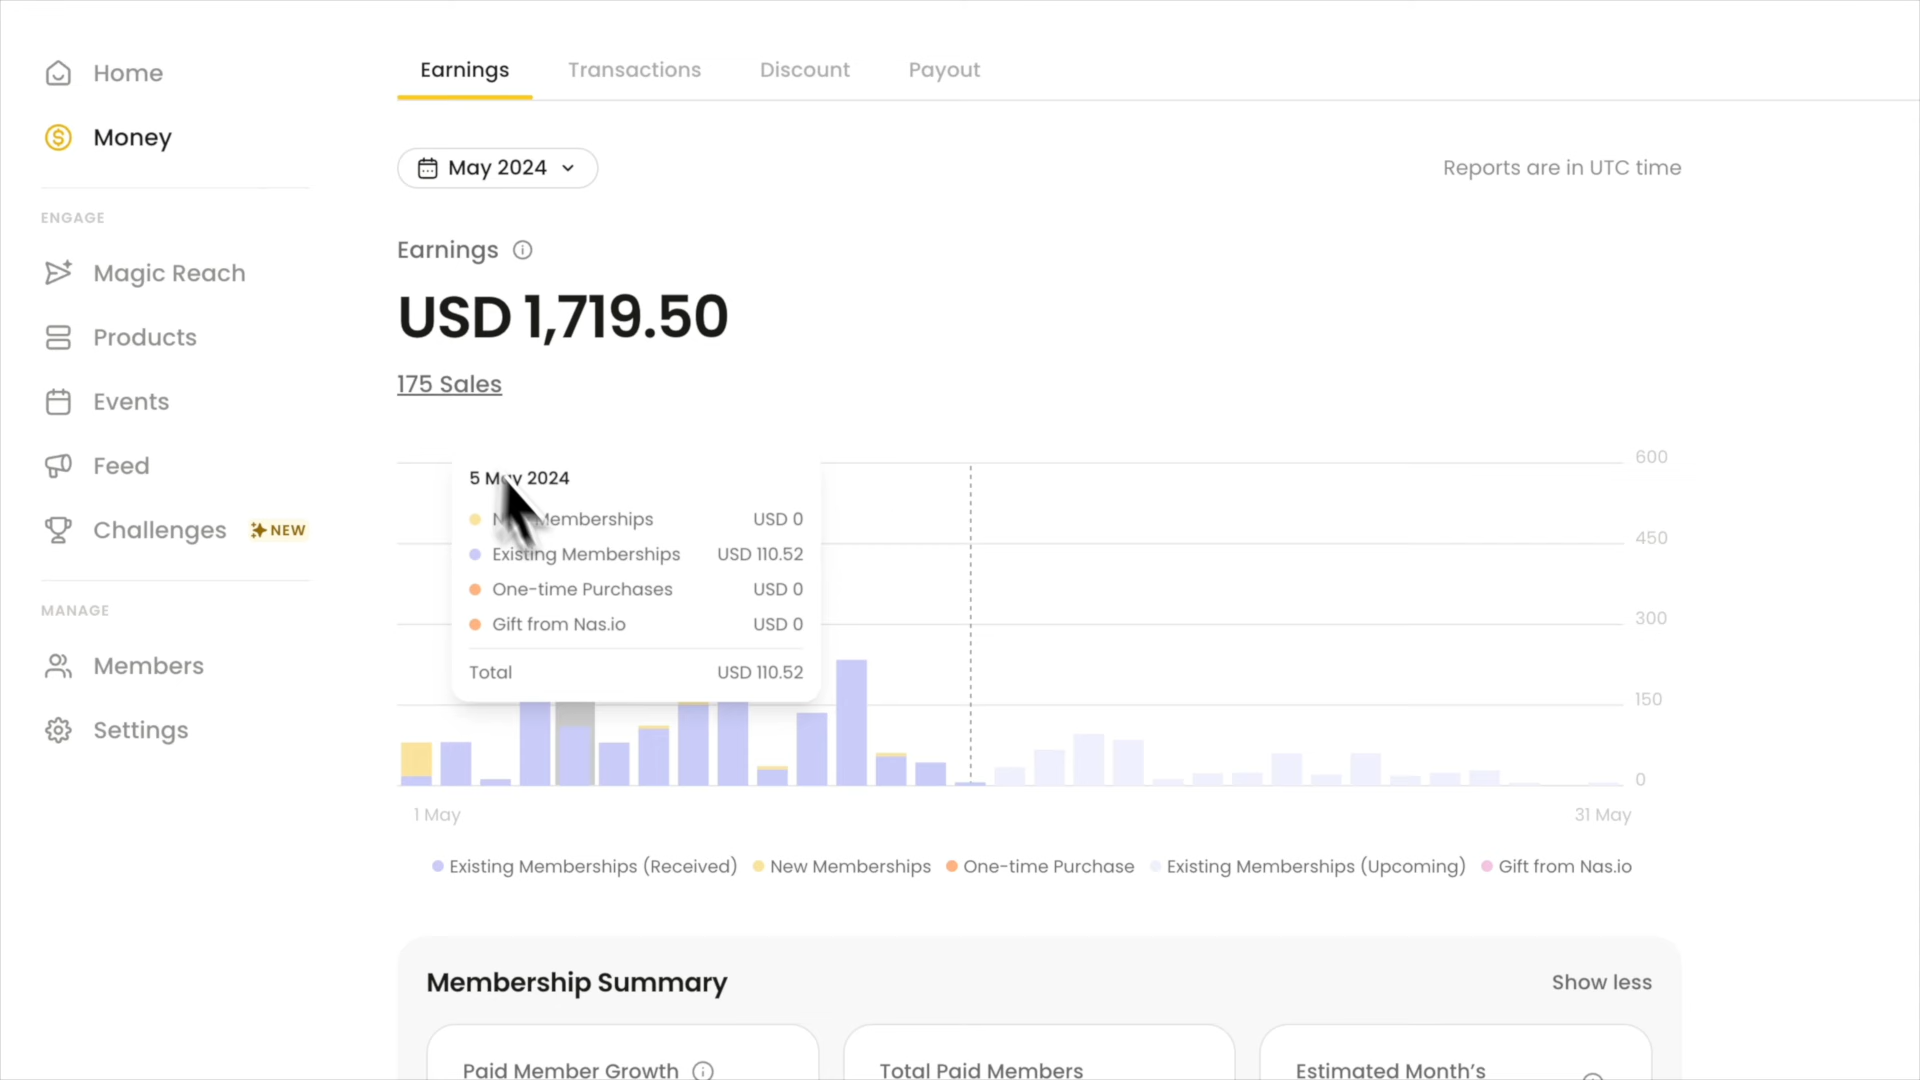 Home
Money
ENGAGE
Magic Reach
Products
Events
Feed
Challenges NEW
MANAGE
Members
Settings
Earnings Transactions Discount Payout
May 2024
Reports are in UTC time
Earnings
USD 1,719.50
175 Sales
5 May 2024
Memberships USD 0
Existing Memberships USD 110.52
One-time Purchases USD 0
Gift from Nas.io USD 0
Total USD 110.52
600
450
300
150
0
1 May
31 May
Existing Memberships (Received) New Memberships One-time Purchase Existing Memberships (Upcoming) Gift from Nas.io
Membership Summary
Show less
Paid Member Growth
Total Paid Members
Estimated Month's